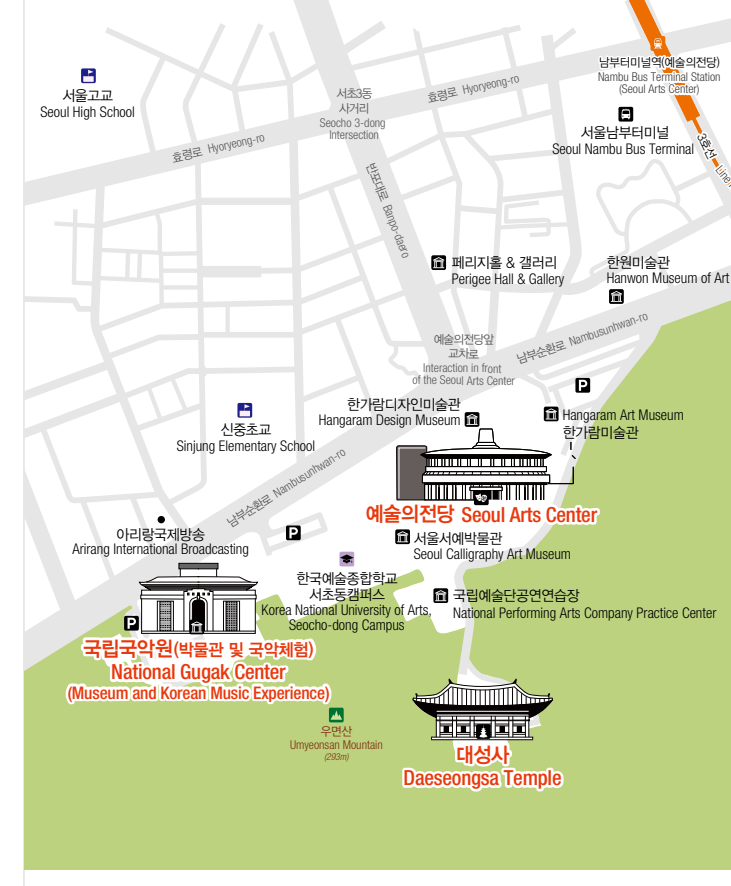 남부터미널역(예술의전당)
Nambu Bus Terminal Station
(Seoul Arts Center)
서울고교
Seoul High School
서초3동
사거리
Seocho 3-dong
Intersection
효령로 Hyoryeong-ro
서울남부터미널
Seoul Nambu Bus Terminal
3호선
효령로 Hyoryeong-ro
반포대로 Banpo-daero
페리지홀 & 갤러리
Perigee Hall & Gallery
한원미술관
Hanwon Museum of Art
남부순환로 Nambusunhwan-ro
예술의전당앞
교차로
Interaction in front
of the Seoul Arts Center
P
한가람디자인미술관
Hangaram Design Museum
Hangaram Art Museum
한가람미술관
신중초교
Sinjung Elementary School
남부순환로 Nambusunhwan-ro
예술의전당 Seoul Arts Center
아리랑국제방송
Arirang International Broadcasting
P
서울서예박물관
Seoul Calligraphy Art Museum
한국예술종합학교
서초동캠퍼스
Korea National University of Arts,
Seocho-dong Campus
국립예술단공연연습장
National Performing Arts Company Practice Center
P
국립국악원(박물관 및 국악체험)
National Gugak Center
(Museum and Korean Music Experience)
우면산
Umyeonsan Mountain
(293m)
대성사
Daeseongsa Temple